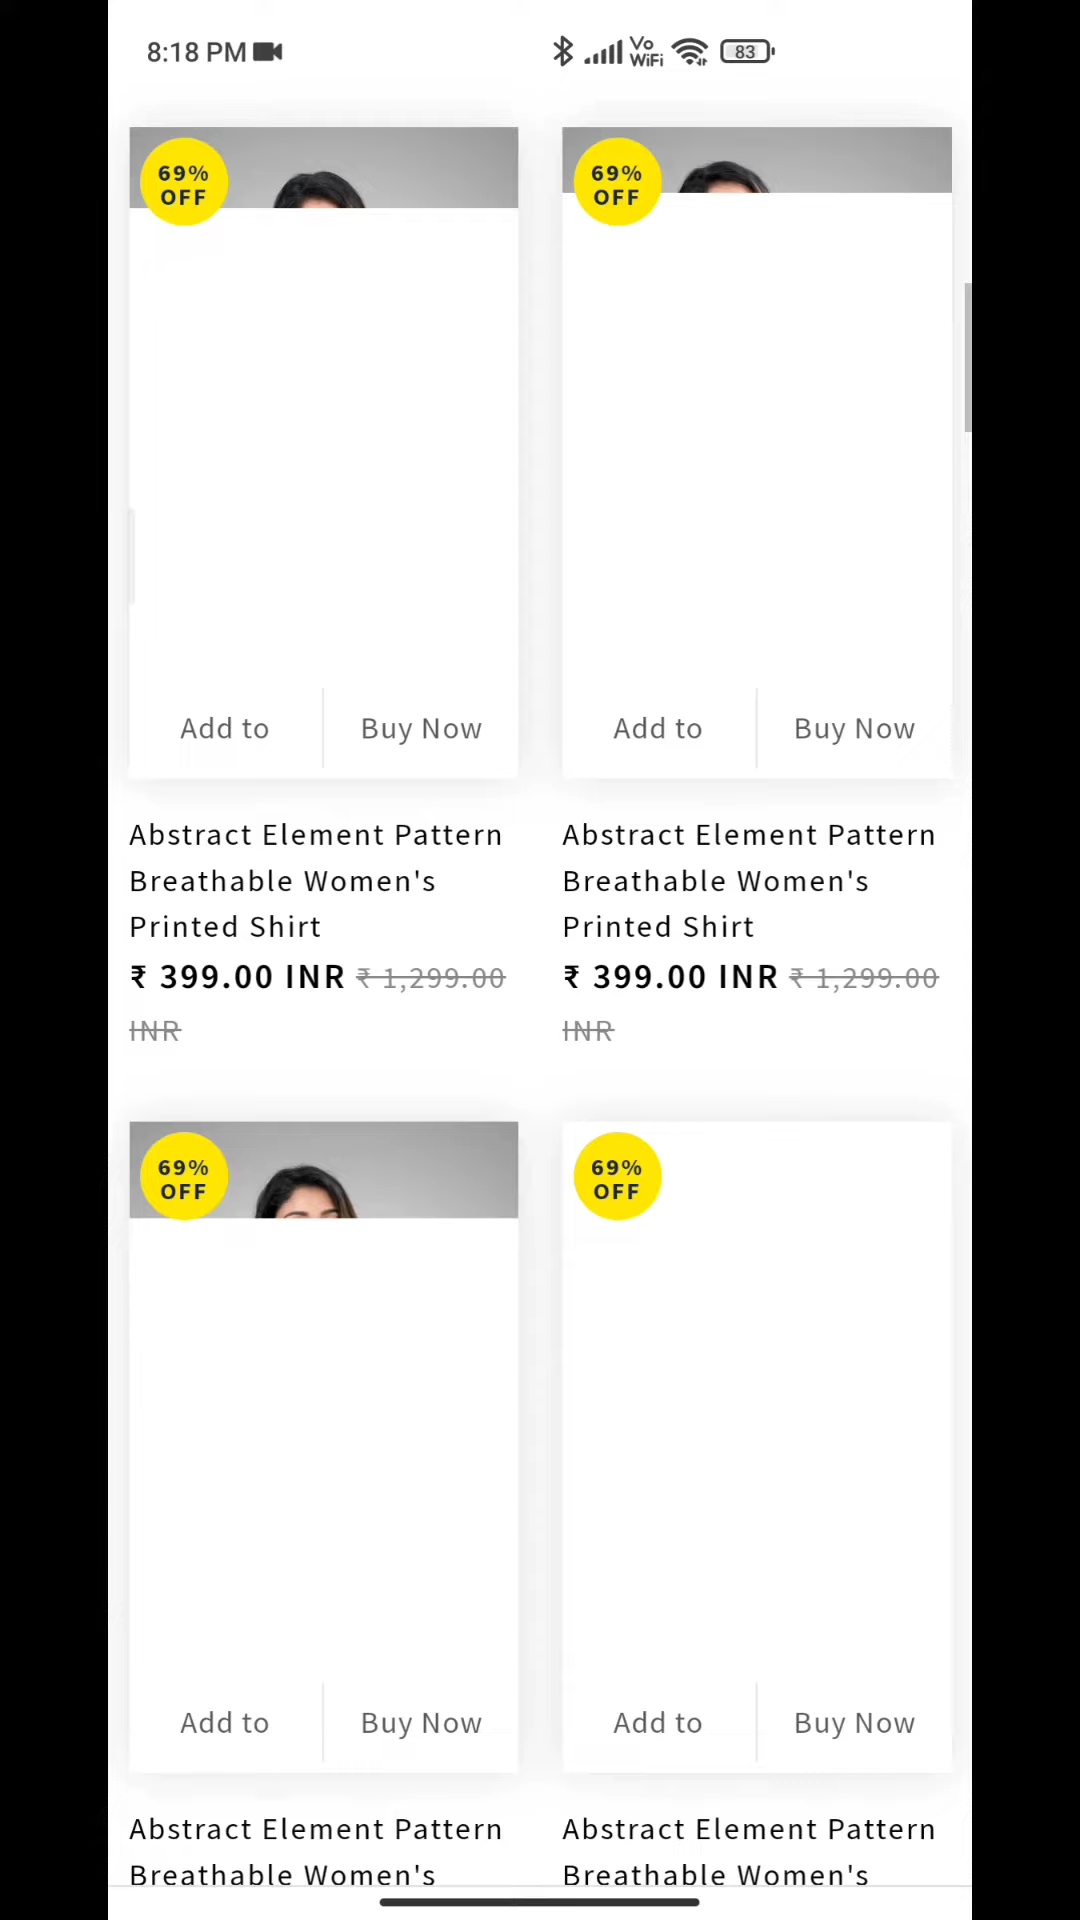 8:18 PM
Vo
WiFi
83
69%
OFF
69%
OFF
Add to
Buy Now
Add to
Buy Now
Abstract Element Pattern
Breathable Women's
Printed Shirt
₹ 399.00 INR ₹ 1,299.00
INR
Abstract Element Pattern
Breathable Women's
Printed Shirt
₹ 399.00 INR ₹ 1,299.00
INR
69%
OFF
69%
OFF
Add to
Buy Now
Add to
Buy Now
Abstract Element Pattern
Breathable Women's
Abstract Element Pattern
Breathable Women's